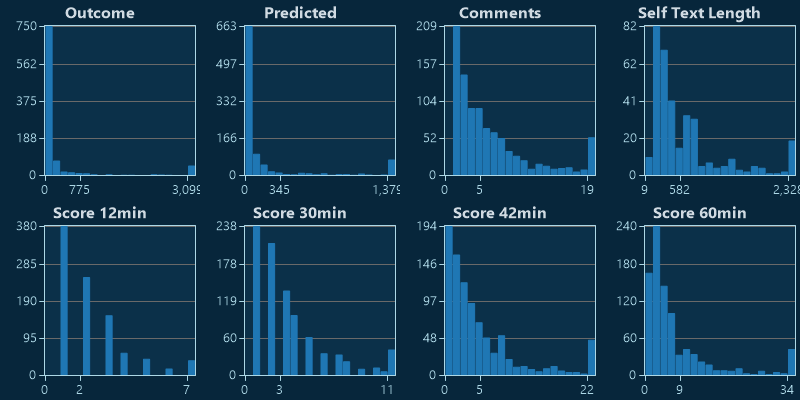 Outcome
750
562
375
188
0
0 775 3,099
Predicted
663
497
332
166
0
0 345 1,379
Comments
209
157
104
52
0
0 5 19
Self Text Length
82
62
41
20
0
9 582 2,328
Score 12min
380
285
190
95
0
0 2 7
Score 30min
238
178
119
60
0
0 3 11
Score 42min
194
146
97
48
0
0 5 22
Score 60min
240
180
120
60
0
0 9 34